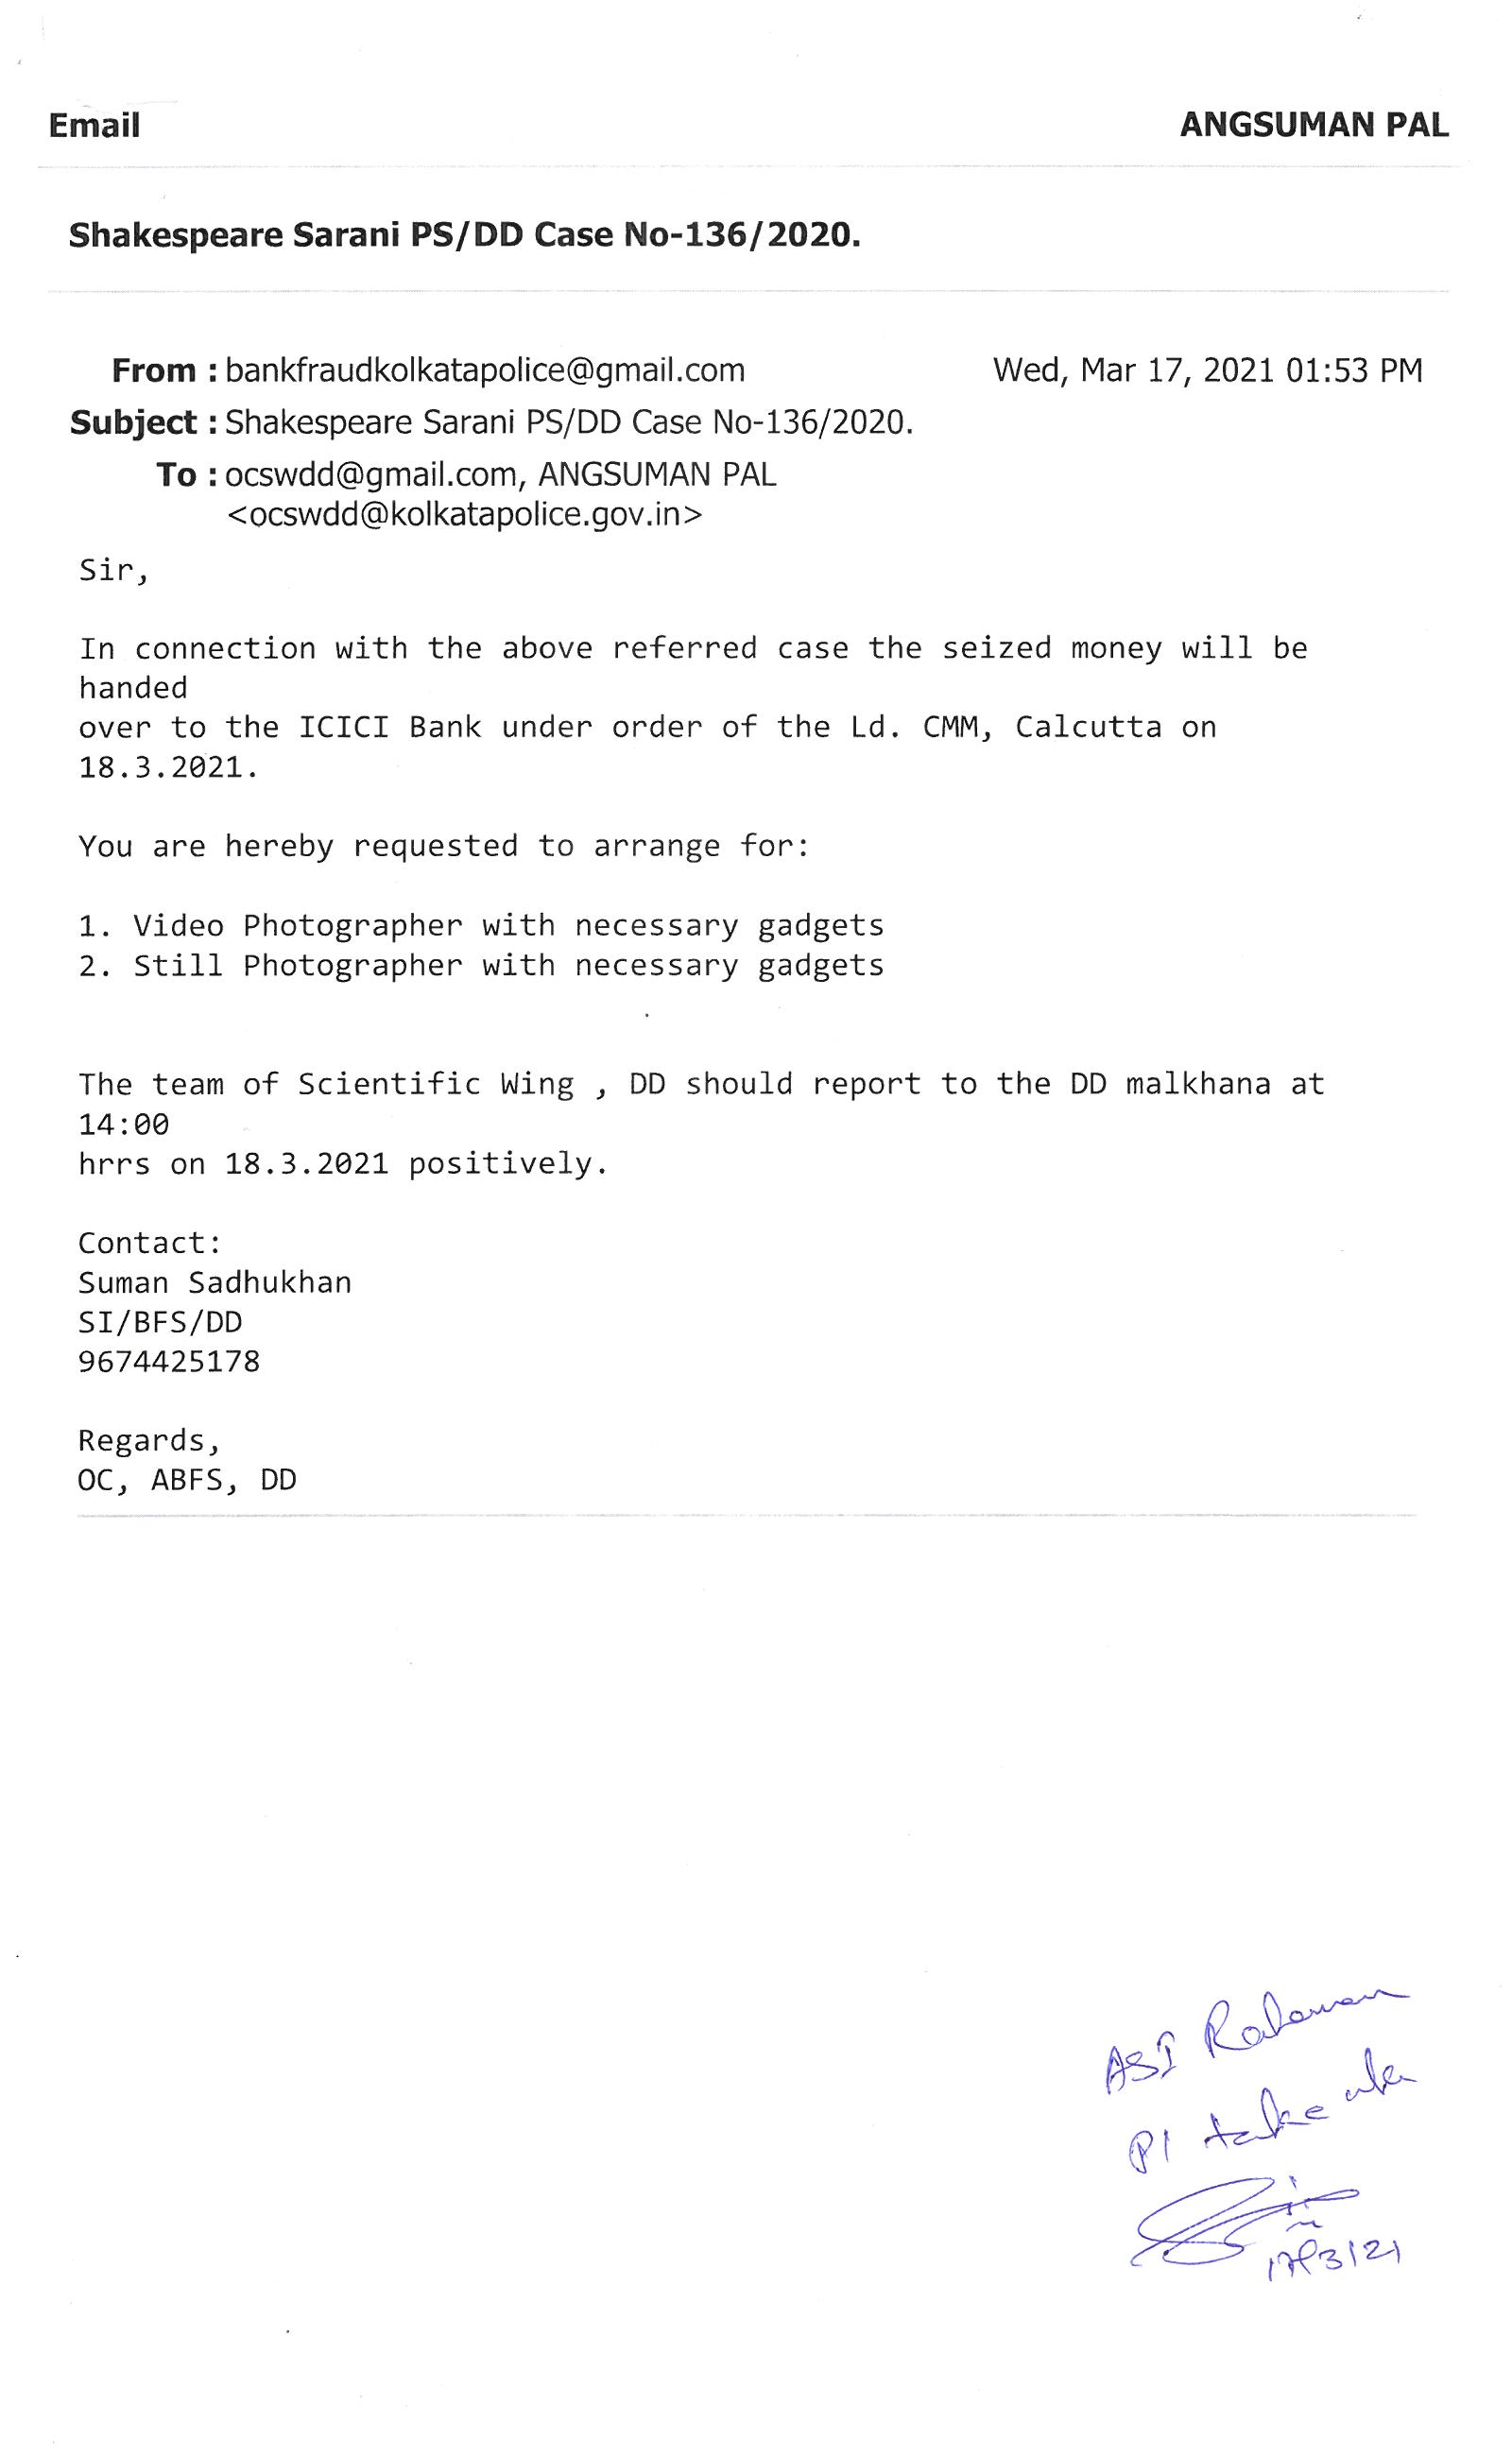 Email ANGSUMAN PAL
Shakespeare Sarani PS/DD Case No-136/2020.
From : bankfraudkolkatapolice@gmail.com Wed, Mar 17, 2021 01:53 PM
Subject : Shakespeare Sarani PS/DD Case No-136/2020.
To : ocswdd@gmail.com, ANGSUMAN PAL
<ocswdd@kolkatapolice.gov.in>
Sir,
In connection with the above referred case the seized money will be
handed
over to the ICICI Bank under order of the Ld. CMM, Calcutta on
18.3.2021.
You are hereby requested to arrange for:
1. Video Photographer with necessary gadgets
2. Still Photographer with necessary gadgets
The team of Scientific Wing , DD should report to the DD malkhana at
14:00
hrrs on 18.3.2021 positively.
Contact:
Suman Sadhukhan
SI/BFS/DD
9674425178
Regards,
OC, ABFS, DD
ASI Rahaman
Pl take
17/3/21